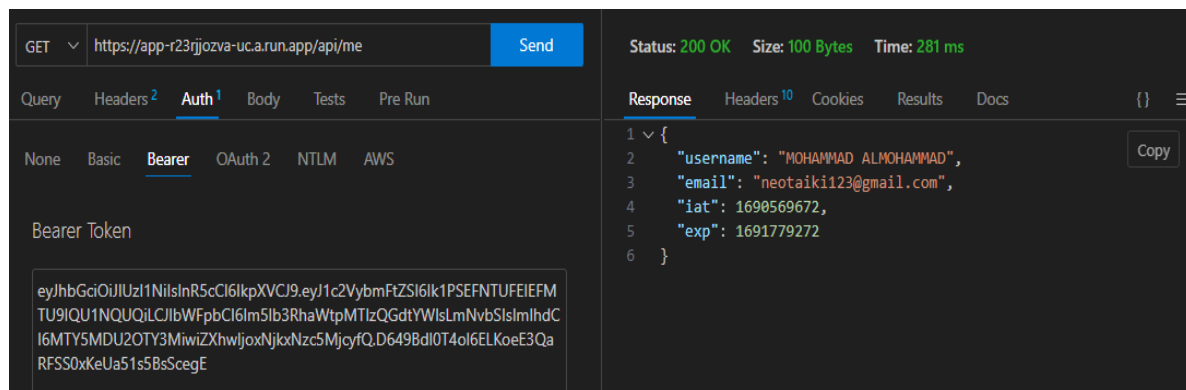 GET https://app-r23rjjozva-uc.a.run.app/api/me Send
Query Headers 2 Auth 1 Body Tests Pre Run
None Basic Bearer OAuth 2 NTLM AWS
Bearer Token
eyJhbGciOiJIUzI1NiIsInR5cCI6IkpXVCJ9.eyJ1c2VybmFtZSI6Ik1PSEFNTUFEIEFM
TU9IQU1NQUQiLCJlbWFpbCI6Im5lb3RhaWtpMTIzQGdtYWlsLmNvbSIsImlhdC
I6MTY5MDU2OTY3MiwiZXhwIjoxNjkxNzc5MjcyfQ.D649BdI0T4oI6ELKoeE3Qa
RFSS0xKeUa51s5BsScegE
Status: 200 OK Size: 100 Bytes Time: 281 ms
Response Headers 10 Cookies Results Docs {}
Copy
1 {
2 "username": "MOHAMMAD ALMOHAMMAD",
3 "email": "neotaiki123@gmail.com",
4 "iat": 1690569672,
5 "exp": 1691779272
6 }